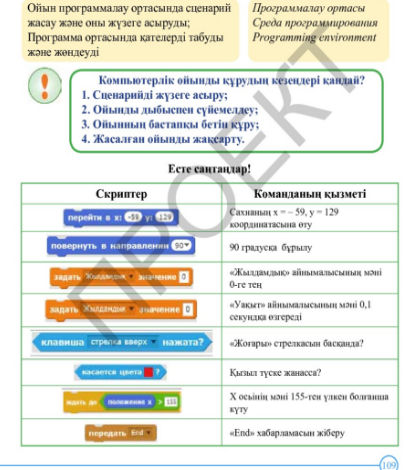 Ойын программалау ортасында сценарий
жасау және оны жүзеге асыруды;
Программа ортасында қателерді табуды
және жөндеуді
Программалау ортасы
Среда программирования
Programming environment
Компьютерлік ойынды құрудың кезеңдері қандай?
1. Сценарийді жүзеге асыру;
2. Ойынды дыбыспен сүйемелдеу;
3. Ойынның бастапқы бетін құру;
4. Жасалған ойынды жақсарту.
Есте сақтаңдар!
Скриптер
Команданың қызметі
перейти в x: -59 y: 129
Сахнаның x = – 59, y = 129
координатасына өту
повернуть в направлении 90
90 градусқа бұрылу
задать Жылдамдық значение 0
«Жылдамдық» айнымалысының мәні
0-ге тең
задать Жылдамдық значение 0
«Уақыт» айнымалысының мәні 0,1
секундқа өзгереді
клавиша стрелка вверх нажата?
«Жоғары» стрелкасын басқанда?
касается цвета ?
Қызыл түске жанасса?
ждать до положение x > 155
X осінің мәні 155-тен үлкен болғанша
күту
передать End
«End» хабарламасын жіберу
ПРОЕКТ
109